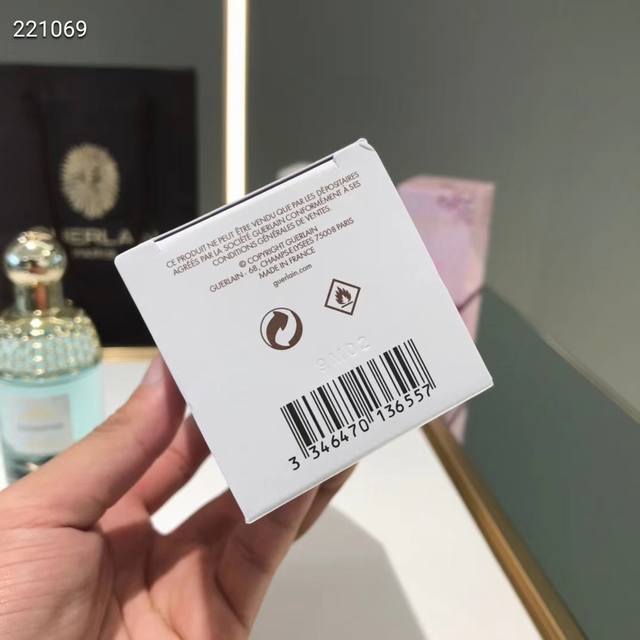 221069
CE PRODUIT NE PEUT ÊTRE VENDU QUE PAR LES DÉPOSITAIRES
AGRÉÉS PAR LA SOCIÉTÉ GUERLAIN CONFORMÉMENT À SES
CONDITIONS GÉNÉRALES DE VENTES.
© COPYRIGHT GUERLAIN
GUERLAIN - 68, CHAMPS-ELYSEES 75008 PARIS
MADE IN FRANCE
guerlain.com
3 346470 136557